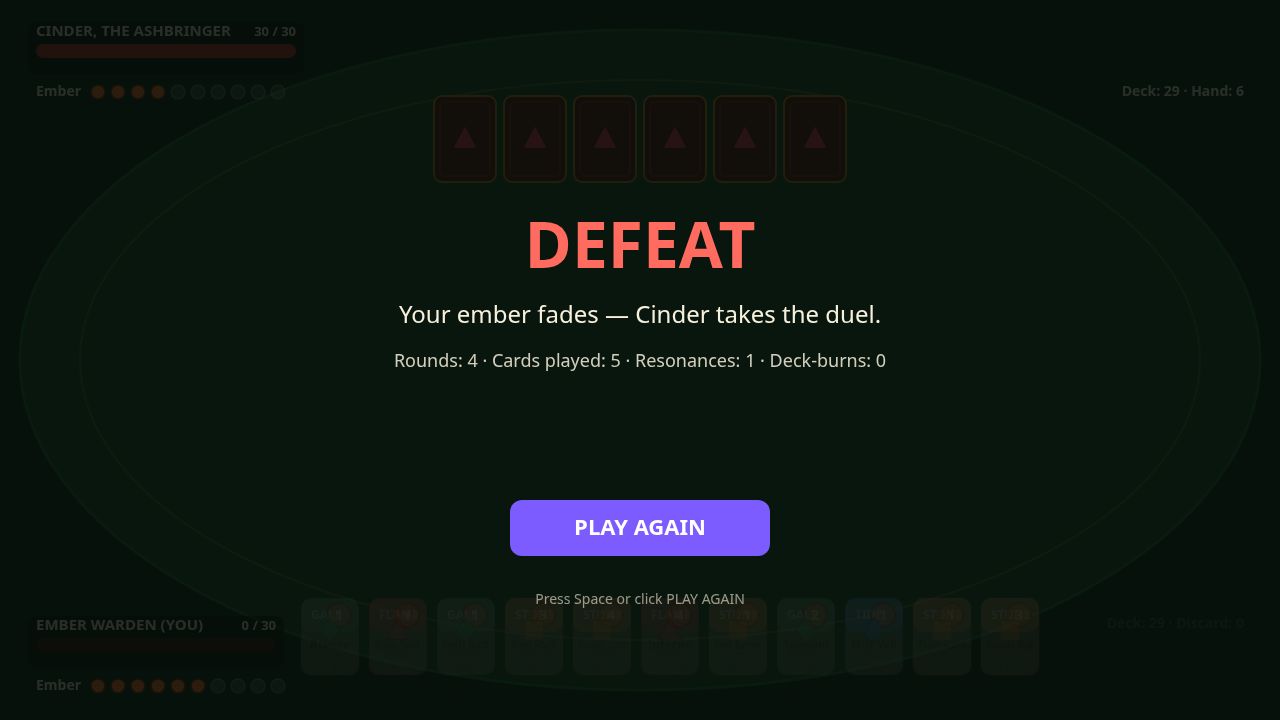 CINDER, THE ASHBRINGER 30 / 30
Ember
Deck: 29 · Hand: 6
DEFEAT
Your ember fades — Cinder takes the duel.
Rounds: 4 · Cards played: 5 · Resonances: 1 · Deck-burns: 0
PLAY AGAIN
Press Space or click PLAY AGAIN
EMBER WARDEN (YOU) 0 / 30
Deck: 29 · Discard: 0
Ember